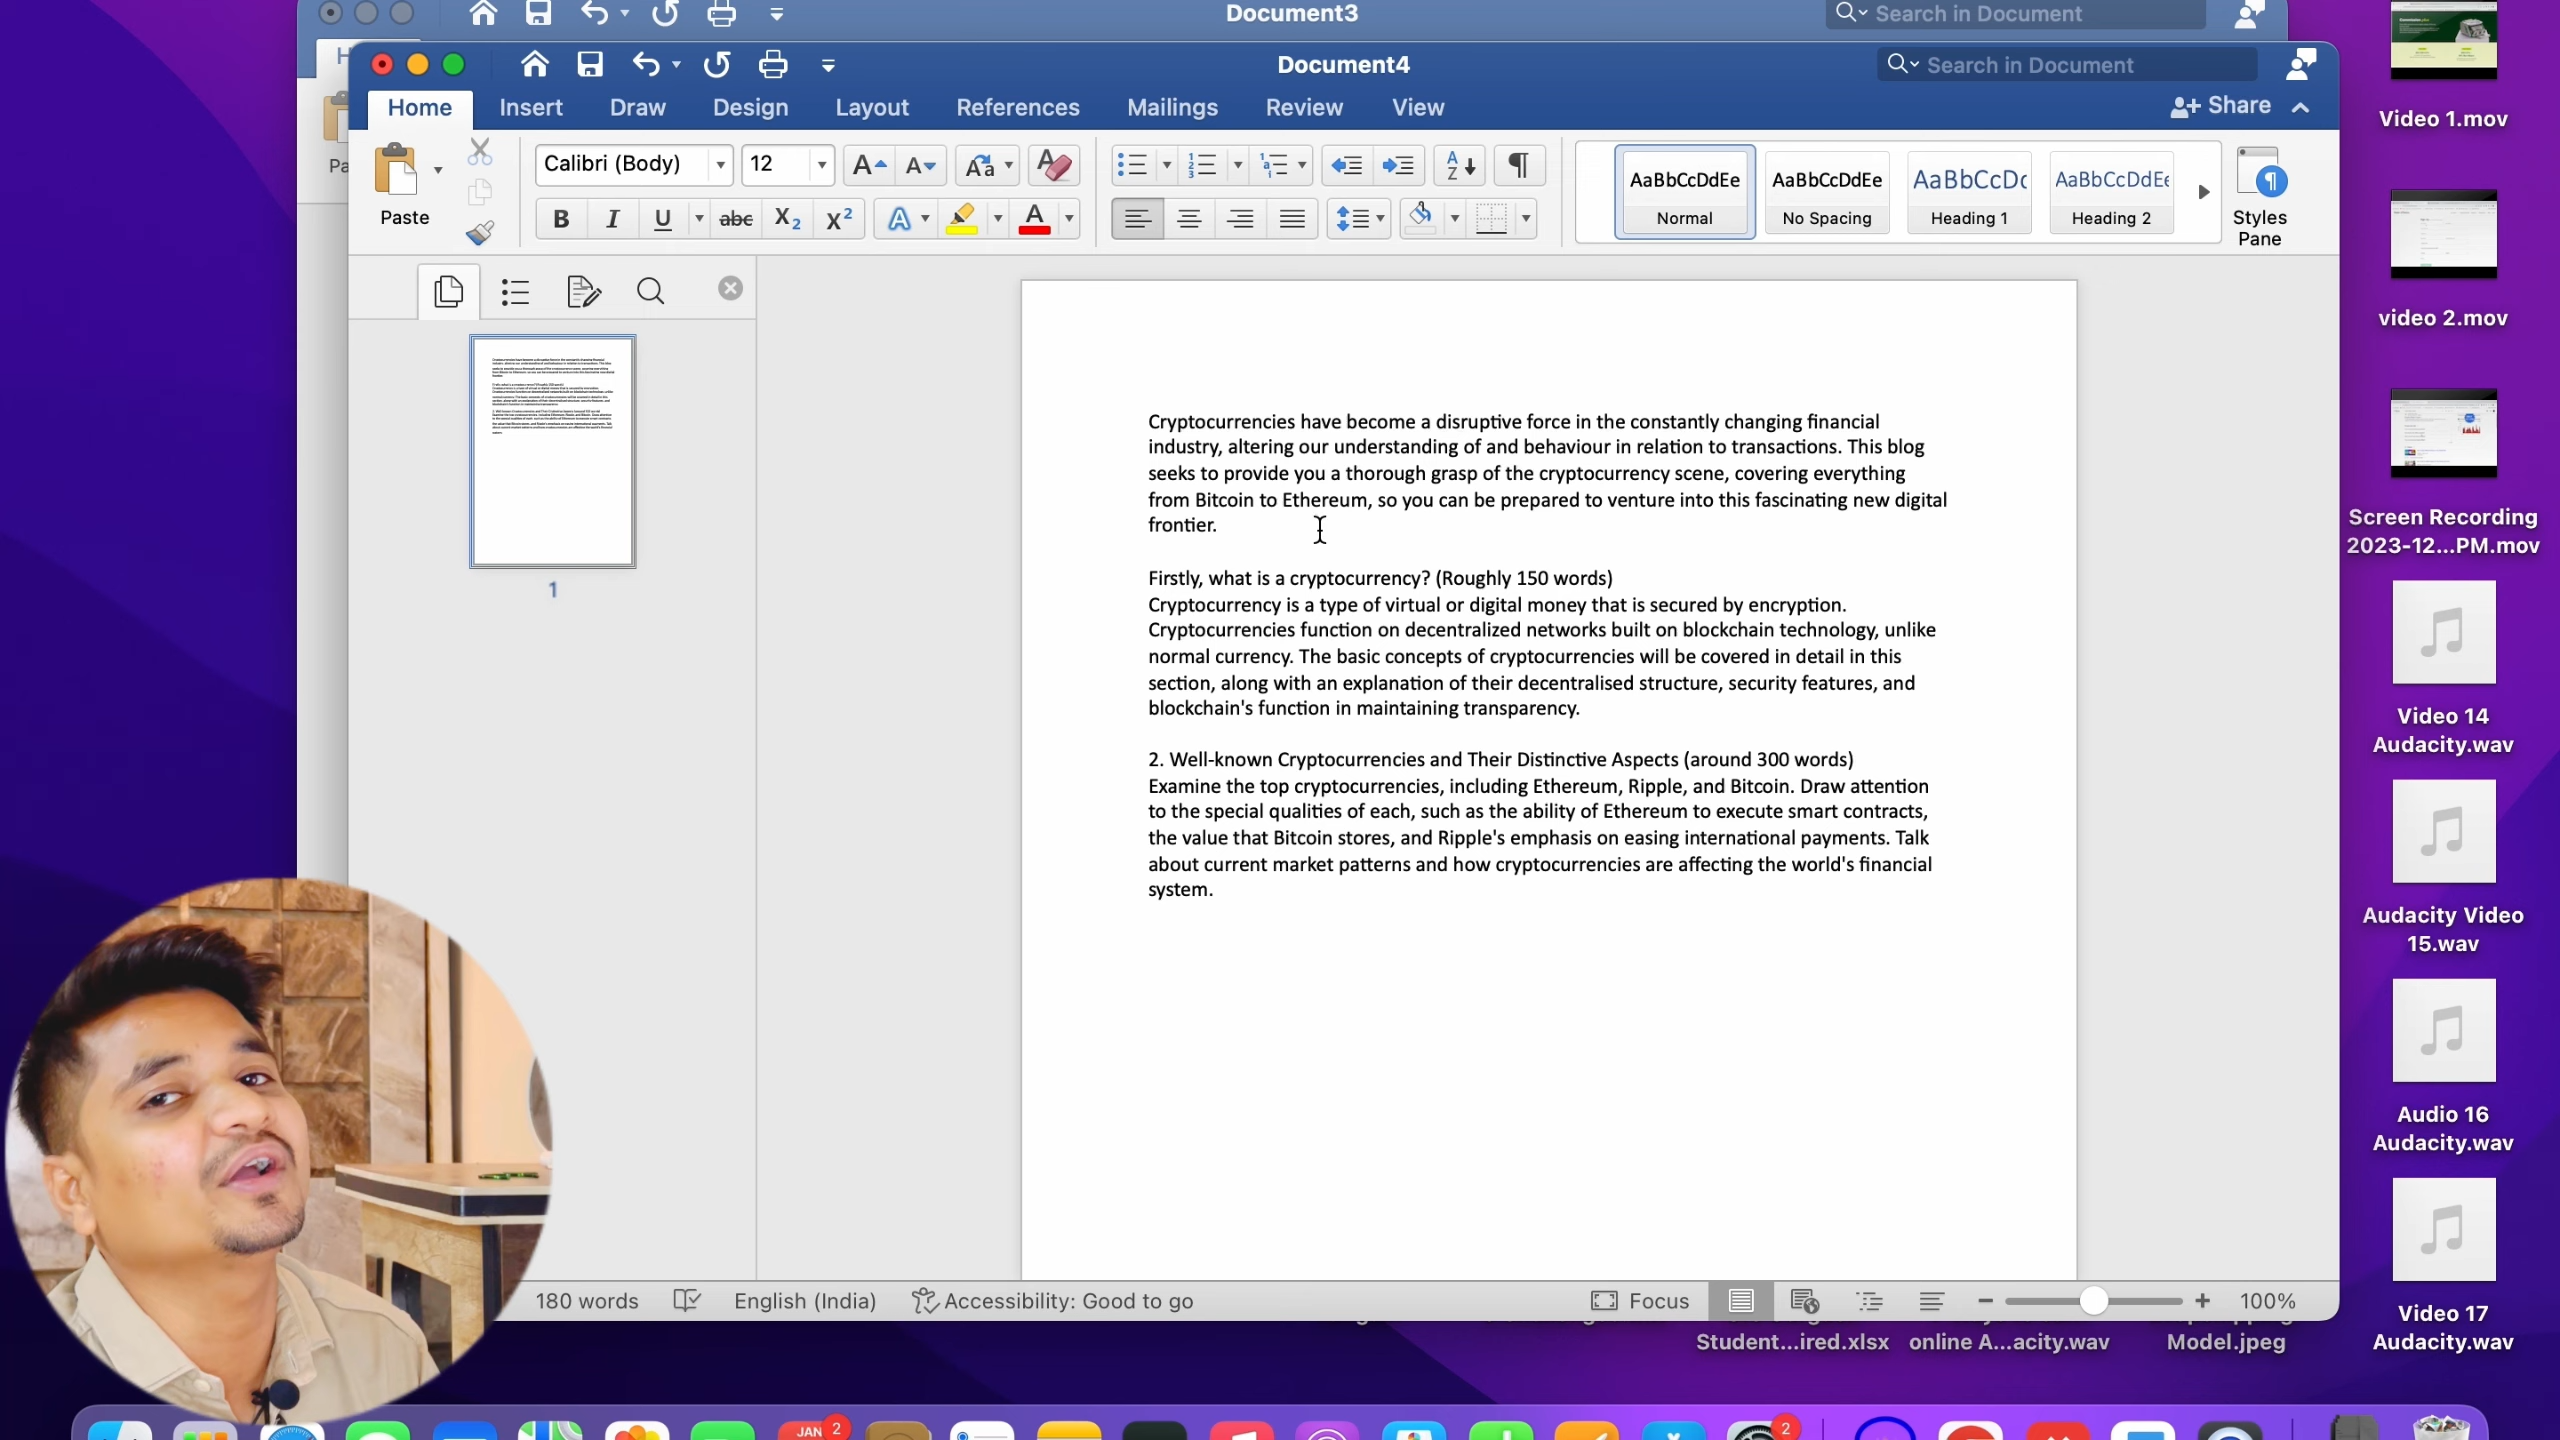 Document3
Search in Document
Document4
Search in Document
Home Insert Draw Design Layout References Mailings Review View
Share
Paste
Calibri (Body) 12
AaBbCcDdEe AaBbCcDdEe AaBbCcDc AaBbCcDdEe
Normal No Spacing Heading 1 Heading 2
Styles
Pane
1
Cryptocurrencies have become a disruptive force in the constantly changing financial
industry, altering our understanding of and behaviour in relation to transactions. This blog
seeks to provide you a thorough grasp of the cryptocurrency scene, covering everything
from Bitcoin to Ethereum, so you can be prepared to venture into this fascinating new digital
frontier.
Firstly, what is a cryptocurrency? (Roughly 150 words)
Cryptocurrency is a type of virtual or digital money that is secured by encryption.
Cryptocurrencies function on decentralized networks built on blockchain technology, unlike
normal currency. The basic concepts of cryptocurrencies will be covered in detail in this
section, along with an explanation of their decentralised structure, security features, and
blockchain's function in maintaining transparency.
2. Well-known Cryptocurrencies and Their Distinctive Aspects (around 300 words)
Examine the top cryptocurrencies, including Ethereum, Ripple, and Bitcoin. Draw attention
to the special qualities of each, such as the ability of Ethereum to execute smart contracts,
the value that Bitcoin stores, and Ripple's emphasis on easing international payments. Talk
about current market patterns and how cryptocurrencies are affecting the world's financial
system.
180 words English (India) Accessibility: Good to go
Focus
100%
Video 1.mov
video 2.mov
Screen Recording
2023-12...PM.mov
Video 14
Audacity.wav
Audacity Video
15.wav
Audio 16
Audacity.wav
Video 17
Audacity.wav
Student...ired.xlsx
online A...acity.wav
Model.jpeg
JAN 2
2